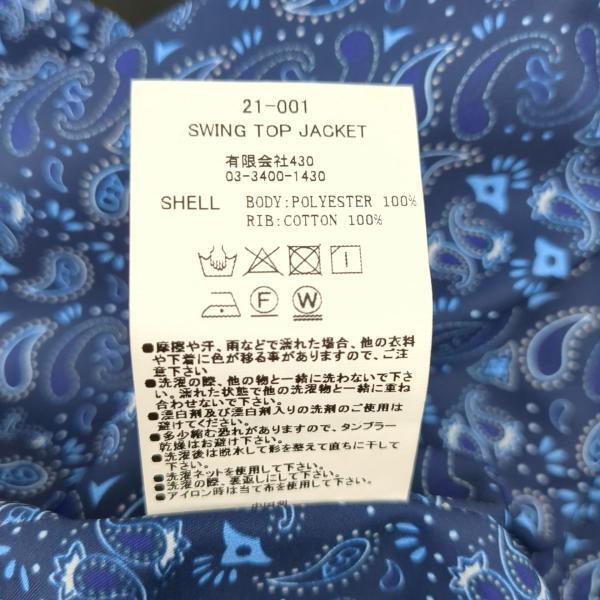 21-001
SWING TOP JACKET
有限会社430
03-3400-1430
SHELL BODY:POLYESTER 100%
RIB:COTTON 100%
F W
●摩擦や汗、雨などで濡れた場合、他の衣料
や下着に色が移る事がありますので、ご注
意下さい
●洗濯の際、他の物と一緒に洗わないで下さ
い。濡れた状態で他の洗濯物と一緒に重ね
合わせないで下さい。
●漂白剤及び漂白剤入りの洗剤のご使用は
避けてください。
●多少縮む恐れがありますので、タンブラー
乾燥はお避け下さい。
●洗濯後は脱水して形を整えて直ちに干して
下さい。
●洗濯ネットを使用して下さい。
●洗濯の際、裏返しにして下さい。
●アイロン時は当て布を使用して下さい。